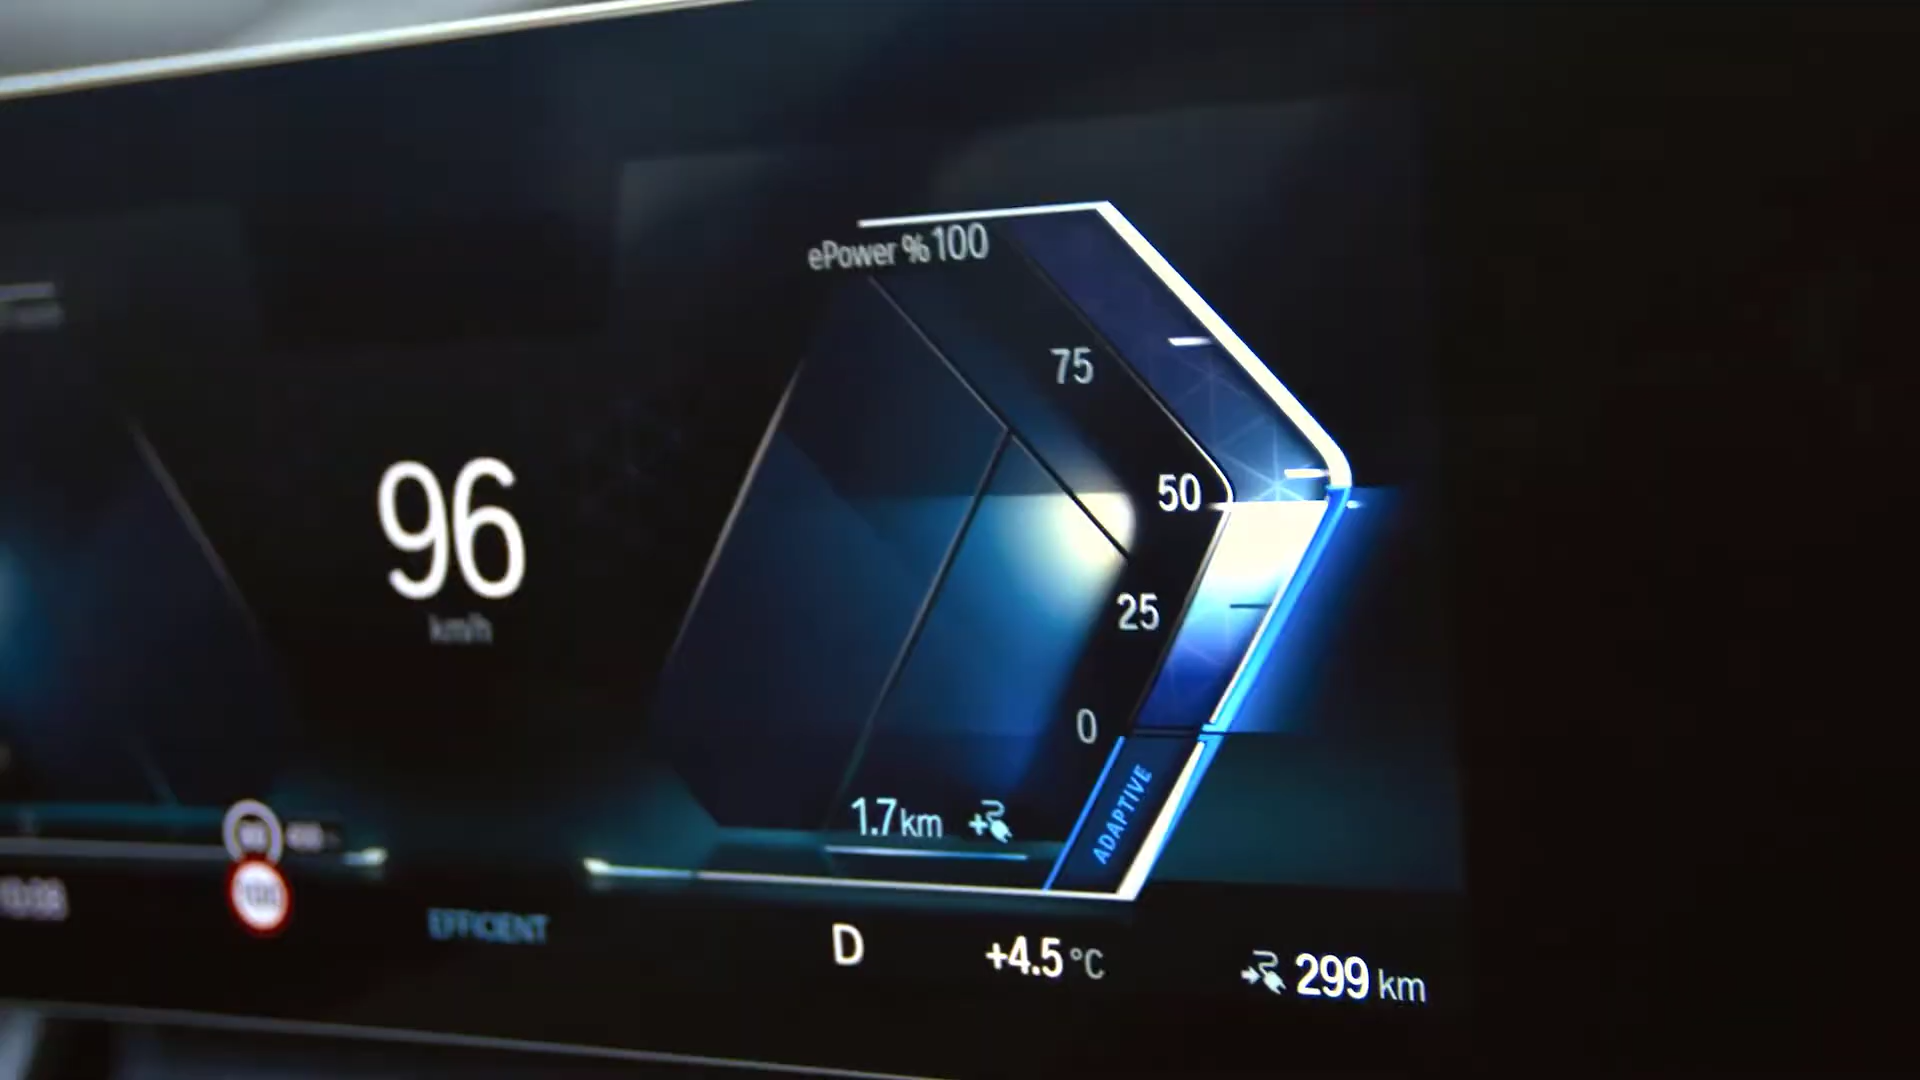 ePower % 100
75
96
50
km/h
25
0
ADAPTIVE
1.7 km
EFFICIENT
D
+4.5 °C
299 km